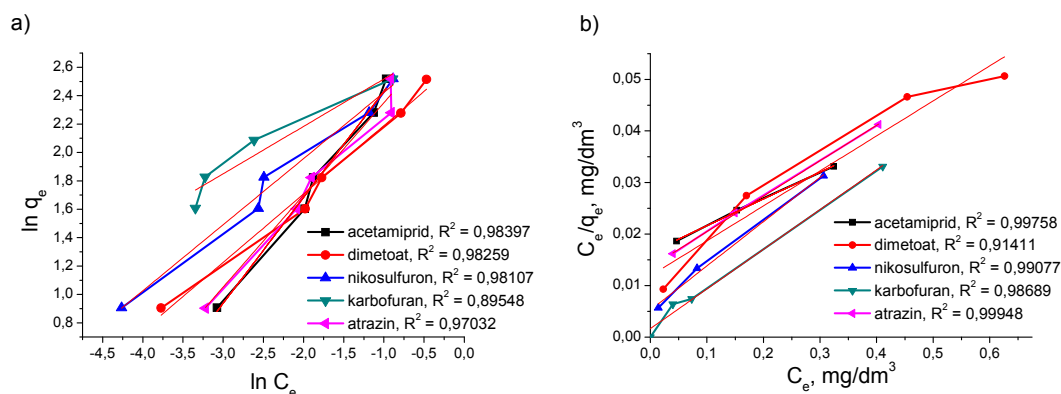 a)
ln q_e
2,6
2,4
2,2
2,0
1,8
1,6
1,4
1,2
1,0
0,8
acetamiprid, R² = 0,98397
dimetoat, R² = 0,98259
nikosulfuron, R² = 0,98107
karbofuran, R² = 0,89548
atrazin, R² = 0,97032
-4,5 -4,0 -3,5 -3,0 -2,5 -2,0 -1,5 -1,0 -0,5 0,0
ln C_e
b)
C_e/q_e, mg/dm³
0,05
0,04
0,03
0,02
0,01
0,00
acetamiprid, R² = 0,99758
dimetoat, R² = 0,91411
nikosulfuron, R² = 0,99077
karbofuran, R² = 0,98689
atrazin, R² = 0,99948
0,0 0,1 0,2 0,3 0,4 0,5 0,6
C_e, mg/dm³